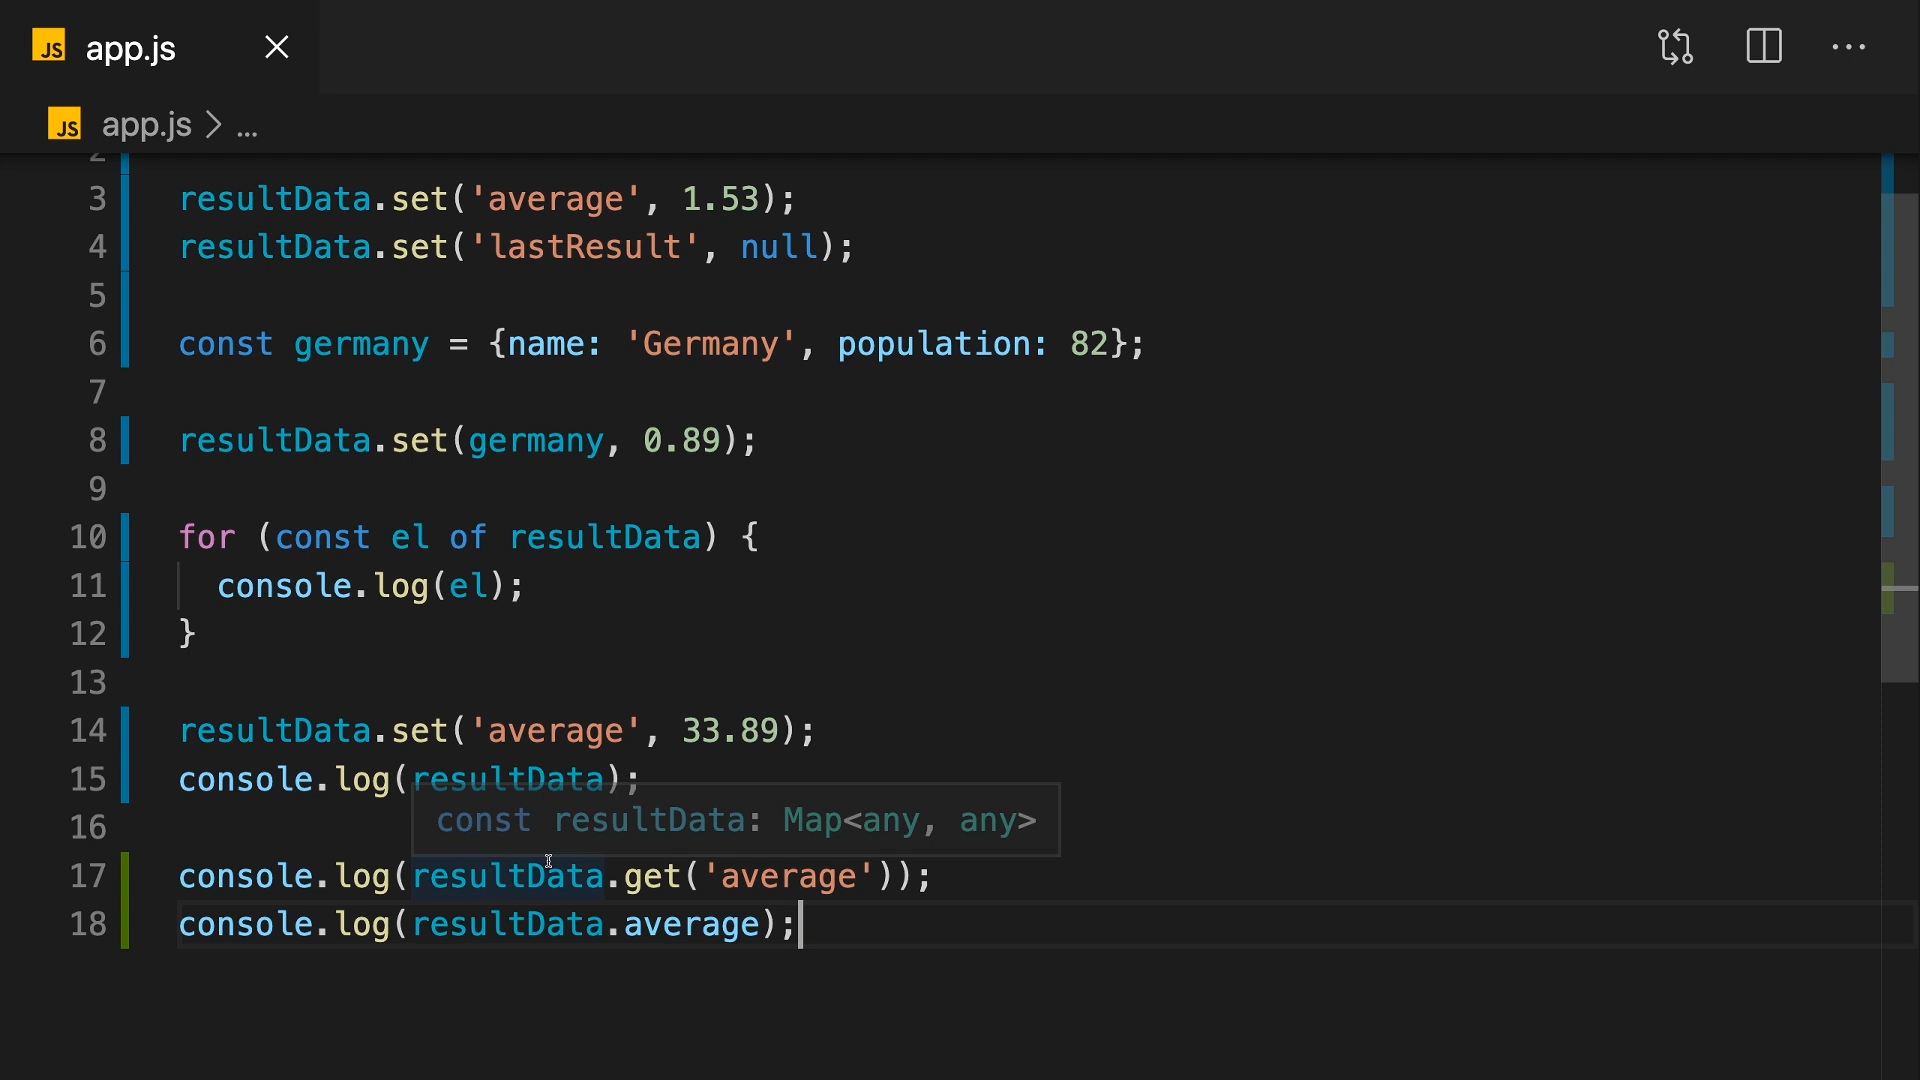 JS app.js
JS app.js > ...
2
3 resultData.set('average', 1.53);
4 resultData.set('lastResult', null);
5
6 const germany = {name: 'Germany', population: 82};
7
8 resultData.set(germany, 0.89);
9
10 for (const el of resultData) {
11   console.log(el);
12 }
13
14 resultData.set('average', 33.89);
15 console.log(resultData);
const resultData: Map<any, any>
16
17 console.log(resultData.get('average'));
18 console.log(resultData.average);